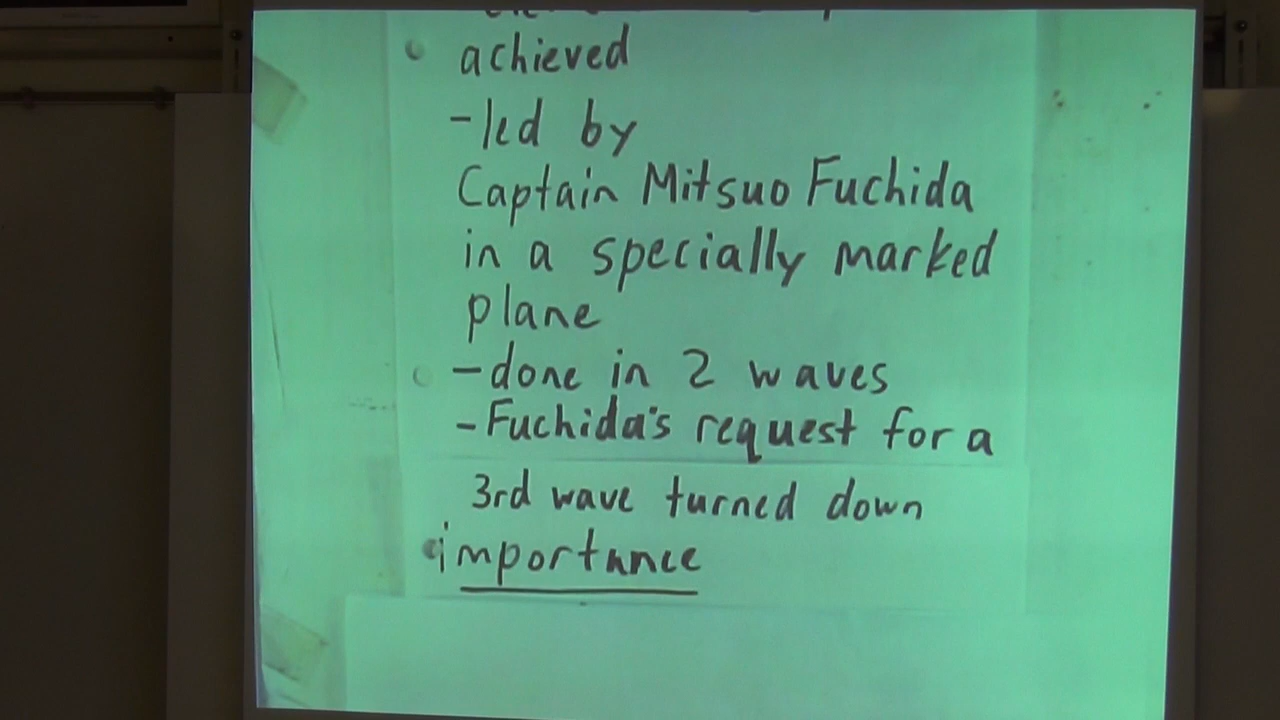 achieved
-led by
Captain Mitsuo Fuchida
in a specially marked
plane
-done in 2 waves
-Fuchida's request for a
3rd wave turned down
importance